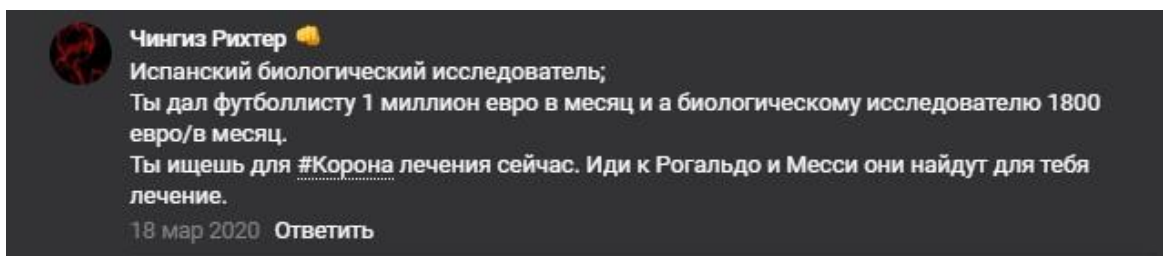 Чингиз Рихтер 👊
Испанский биологический исследователь;
Ты дал футболлисту 1 миллион евро в месяц и а биологическому исследователю 1800
евро/в месяц.
Ты ищешь для #Корона лечения сейчас. Иди к Рогальдо и Месси они найдут для тебя
лечение.
18 мар 2020 Ответить